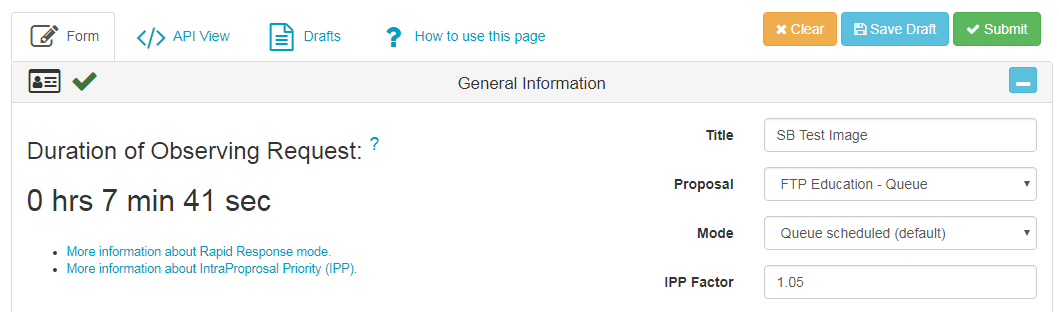 Form
API View
Drafts
How to use this page
Clear
Save Draft
Submit
General Information
Duration of Observing Request: ?
0 hrs 7 min 41 sec
More information about Rapid Response mode.
More information about IntraProprosal Priority (IPP).
Title SB Test Image
Proposal FTP Education - Queue
Mode Queue scheduled (default)
IPP Factor 1.05